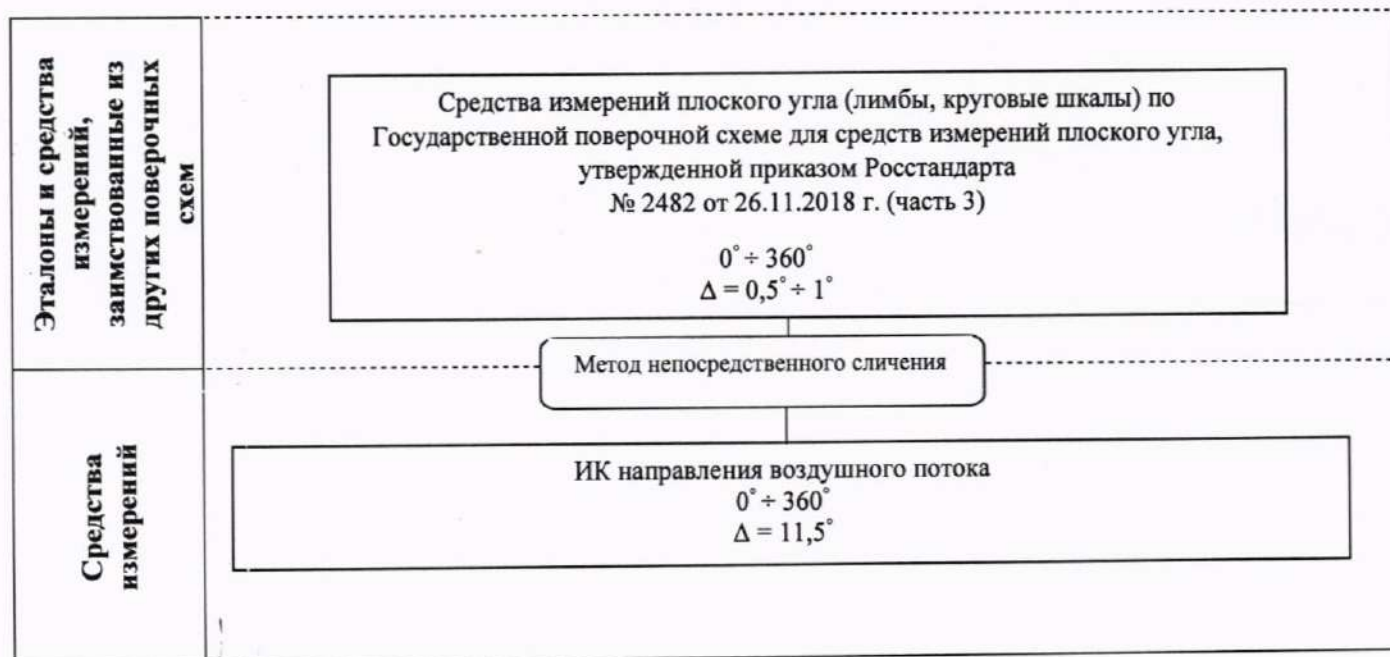 Эталоны и средства
измерений,
заимствованные из
других поверочных
схем
Средства измерений плоского угла (лимбы, круговые шкалы) по
Государственной поверочной схеме для средств измерений плоского угла,
утвержденной приказом Росстандарта
№ 2482 от 26.11.2018 г. (часть 3)
0° ÷ 360°
Δ = 0,5° ÷ 1°
Метод непосредственного сличения
Средства
измерений
ИК направления воздушного потока
0° ÷ 360°
Δ = 11,5°